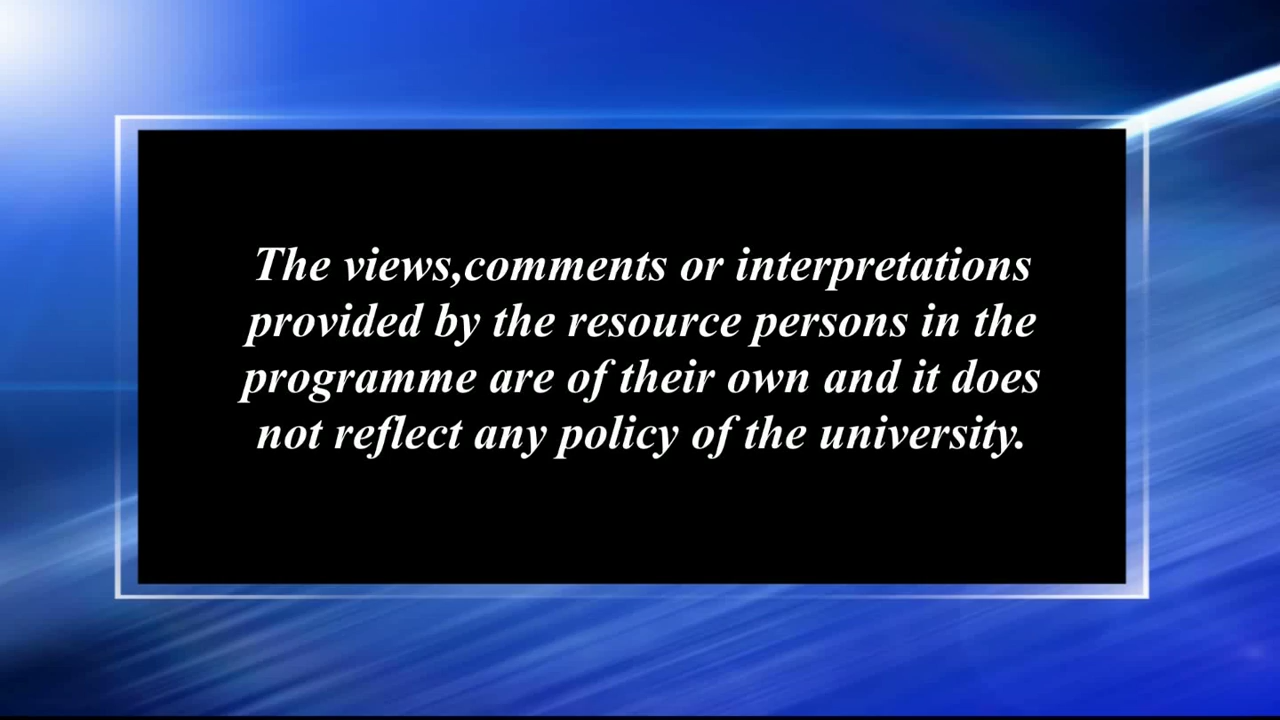 The views,comments or interpretations
provided by the resource persons in the
programme are of their own and it does
not reflect any policy of the university.